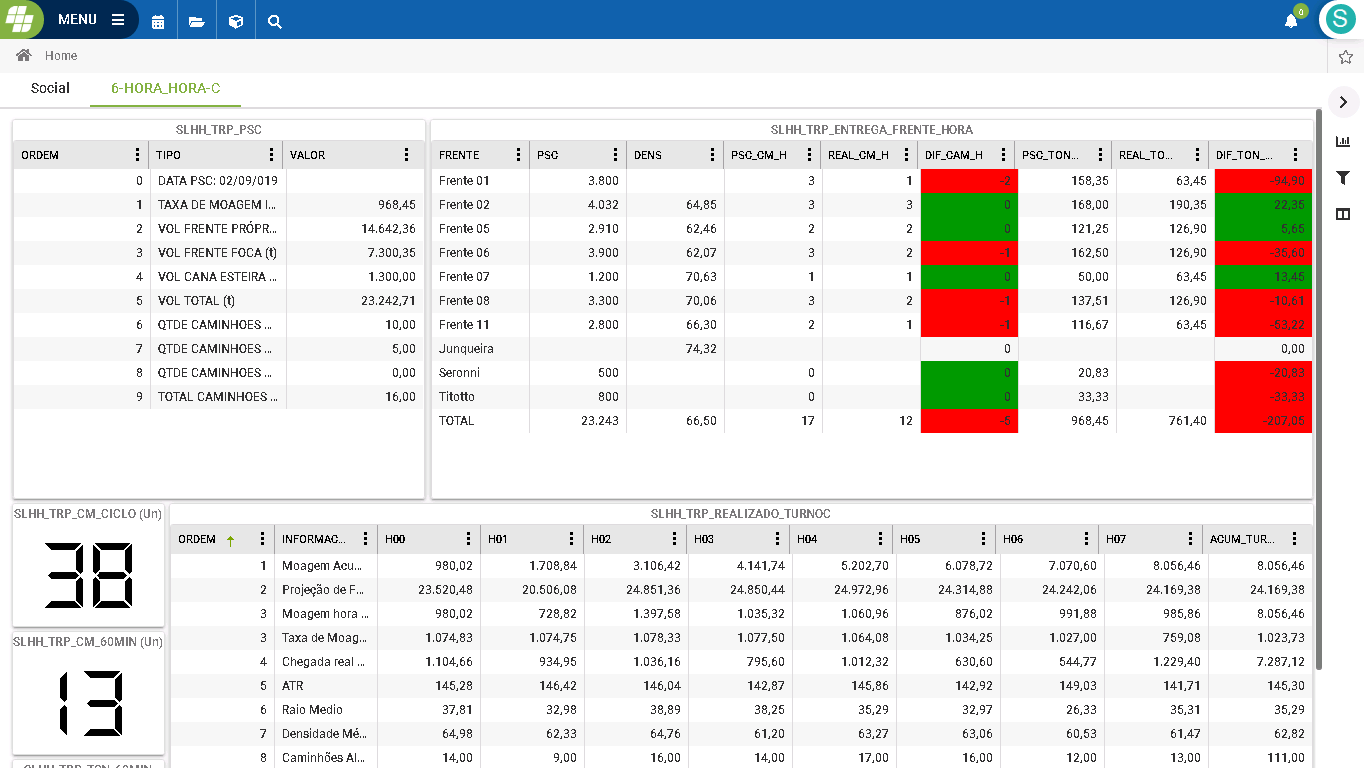 MENU
0
S
Home
Social 6-HORA_HORA-C
SLHH_TRP_PSC
ORDEM TIPO VALOR
0 DATA PSC: 02/09/019
1 TAXA DE MOAGEM I... 968,45
2 VOL FRENTE PRÓPR... 14.642,36
3 VOL FRENTE FOCA (t) 7.300,35
4 VOL CANA ESTEIRA ... 1.300,00
5 VOL TOTAL (t) 23.242,71
6 QTDE CAMINHOES ... 10,00
7 QTDE CAMINHOES ... 5,00
8 QTDE CAMINHOES ... 0,00
9 TOTAL CAMINHOES ... 16,00
SLHH_TRP_ENTREGA_FRENTE_HORA
FRENTE PSC DENS PSC_CM_H REAL_CM_H DIF_CAM_H PSC_TON... REAL_TO... DIF_TON_...
Frente 01 3.800 3 1 -2 158,35 63,45 -94,90
Frente 02 4.032 64,85 3 3 0 168,00 190,35 22,35
Frente 05 2.910 62,46 2 2 0 121,25 126,90 5,65
Frente 06 3.900 62,07 3 2 -1 162,50 126,90 -35,60
Frente 07 1.200 70,63 1 1 0 50,00 63,45 13,45
Frente 08 3.300 70,06 3 2 -1 137,51 126,90 -10,61
Frente 11 2.800 66,30 2 1 -1 116,67 63,45 -53,22
Junqueira 74,32 0 0,00
Seronni 500 0 0 20,83 -20,83
Titotto 800 0 0 33,33 -33,33
TOTAL 23.243 66,50 17 12 -5 968,45 761,40 -207,05
SLHH_TRP_CM_CICLO (Un)
38
SLHH_TRP_CM_60MIN (Un)
13
SLHH_TRP_REALIZADO_TURNOC
ORDEM INFORMAC... H00 H01 H02 H03 H04 H05 H06 H07 ACUM_TUR...
1 Moagem Acu... 980,02 1.708,84 3.106,42 4.141,74 5.202,70 6.078,72 7.070,60 8.056,46 8.056,46
2 Projeção de F... 23.520,48 20.506,08 24.851,36 24.850,44 24.972,96 24.314,88 24.242,06 24.169,38 24.169,38
3 Moagem hora ... 980,02 728,82 1.397,58 1.035,32 1.060,96 876,02 991,88 985,86 8.056,46
3 Taxa de Moag... 1.074,83 1.074,75 1.078,33 1.077,50 1.064,08 1.034,25 1.027,00 759,08 1.023,73
4 Chegada real ... 1.104,66 934,95 1.036,16 795,60 1.012,32 630,60 544,77 1.229,40 7.287,12
5 ATR 145,28 146,42 146,04 142,87 145,86 142,92 149,03 141,71 145,30
6 Raio Medio 37,81 32,98 38,89 38,25 35,29 32,97 26,33 35,31 35,29
7 Densidade Mé... 64,98 62,33 64,76 61,20 63,27 63,06 60,53 61,47 62,82
8 Caminhões Al... 14,00 9,00 16,00 14,00 17,00 16,00 12,00 13,00 111,00